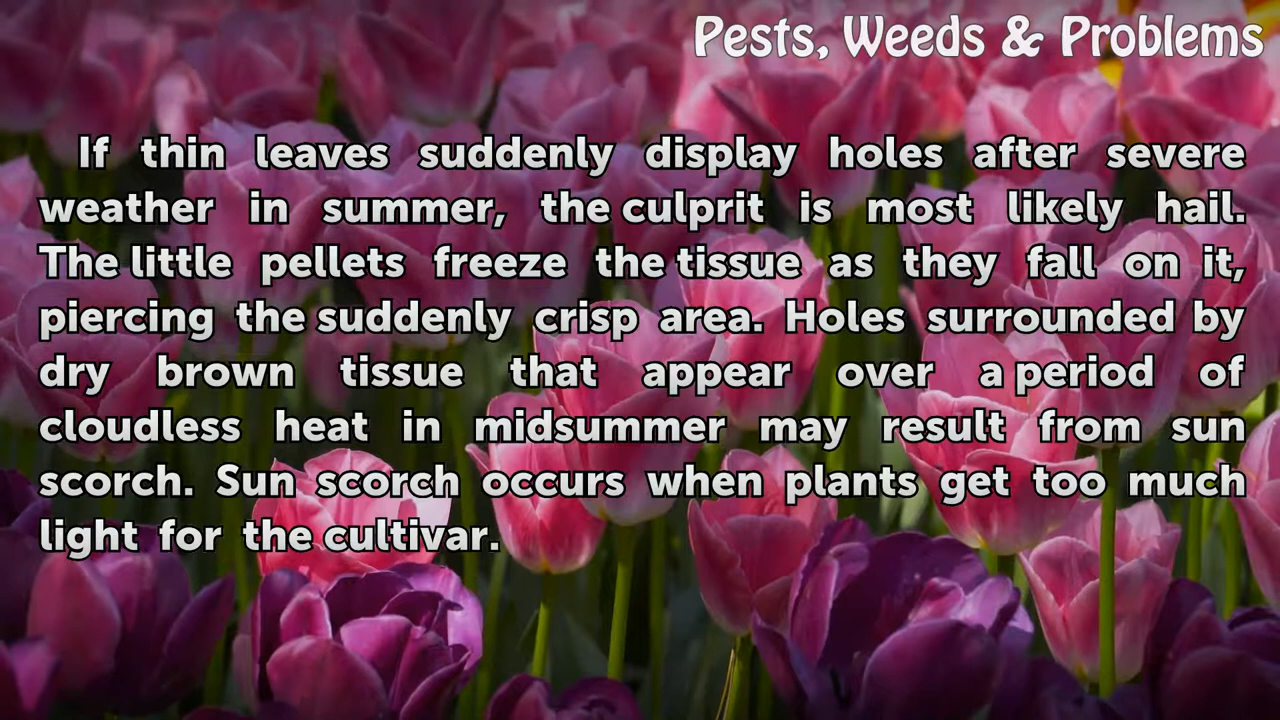 Pests, Weeds & Problems
If thin leaves suddenly display holes after severe
weather in summer, the culprit is most likely hail.
The little pellets freeze the tissue as they fall on it,
piercing the suddenly crisp area. Holes surrounded by
dry brown tissue that appear over a period of
cloudless heat in midsummer may result from sun
scorch. Sun scorch occurs when plants get too much
light for the cultivar.